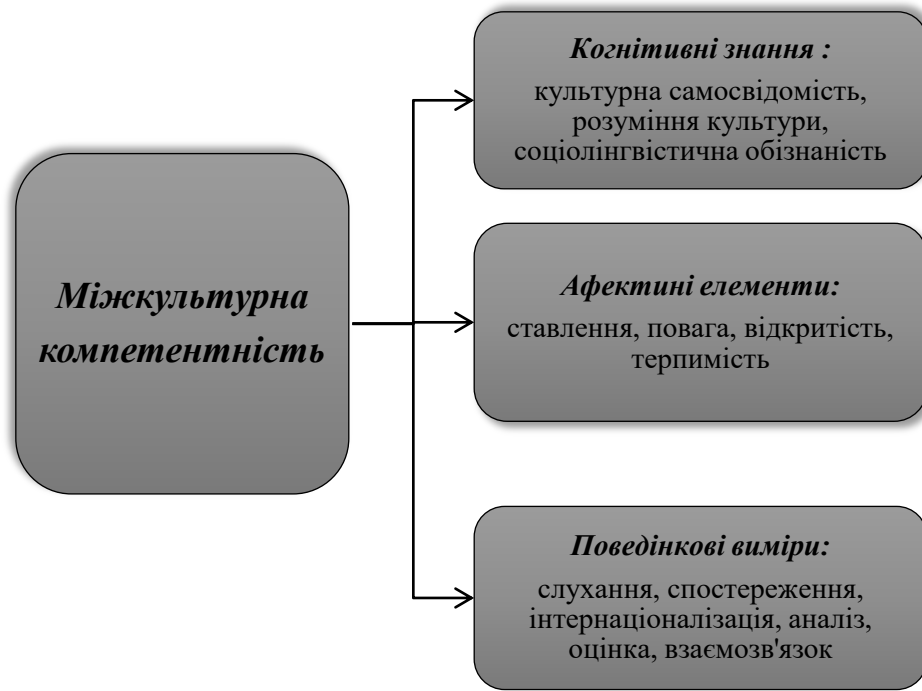 Міжкультурна
компетентність
Когнітивні знання :
культурна самосвідомість,
розуміння культури,
соціолінгвістична обізнаність
Афектині елементи:
ставлення, повага, відкритість,
терпимість
Поведінкові виміри:
слухання, спостереження,
інтернаціоналізація, аналіз,
оцінка, взаємозв'язок